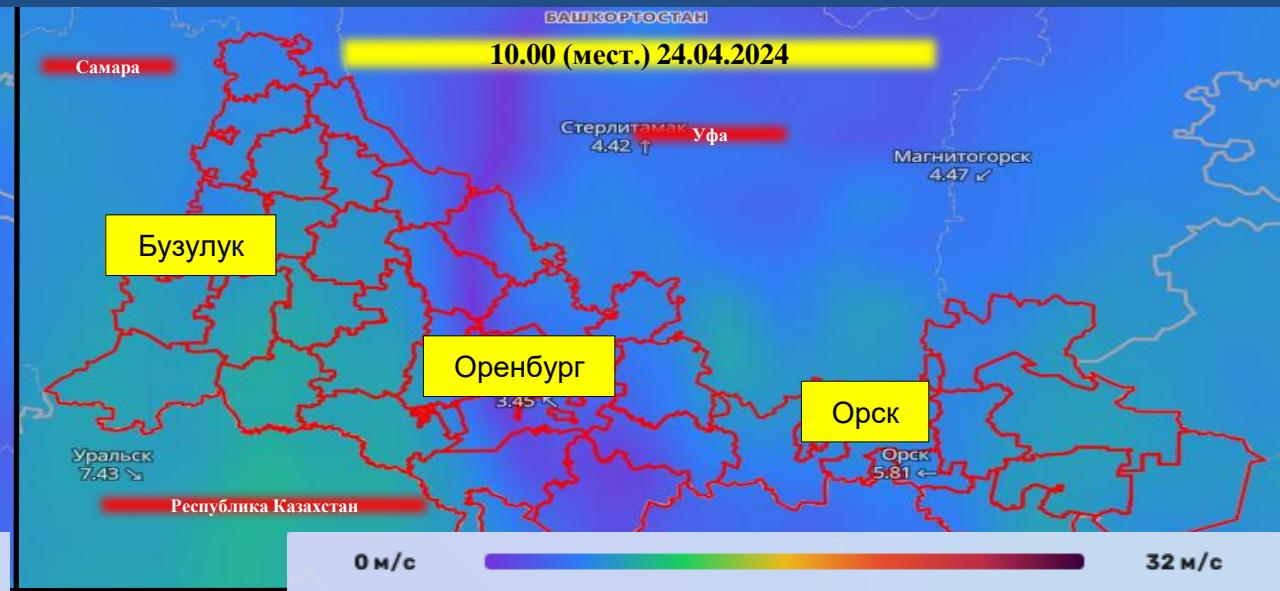 БАШКОРТОСТАН
10.00 (мест.) 24.04.2024
Самара
Стерлитамак
4.42 ↑
Уфа
Магнитогорск
4.47 ↙
Бузулук
Оренбург
3.45 ↖
Орск
Уральск
7.43 ↘
Орск
5.81 ←
Республика Казахстан
0 м/с
32 м/с